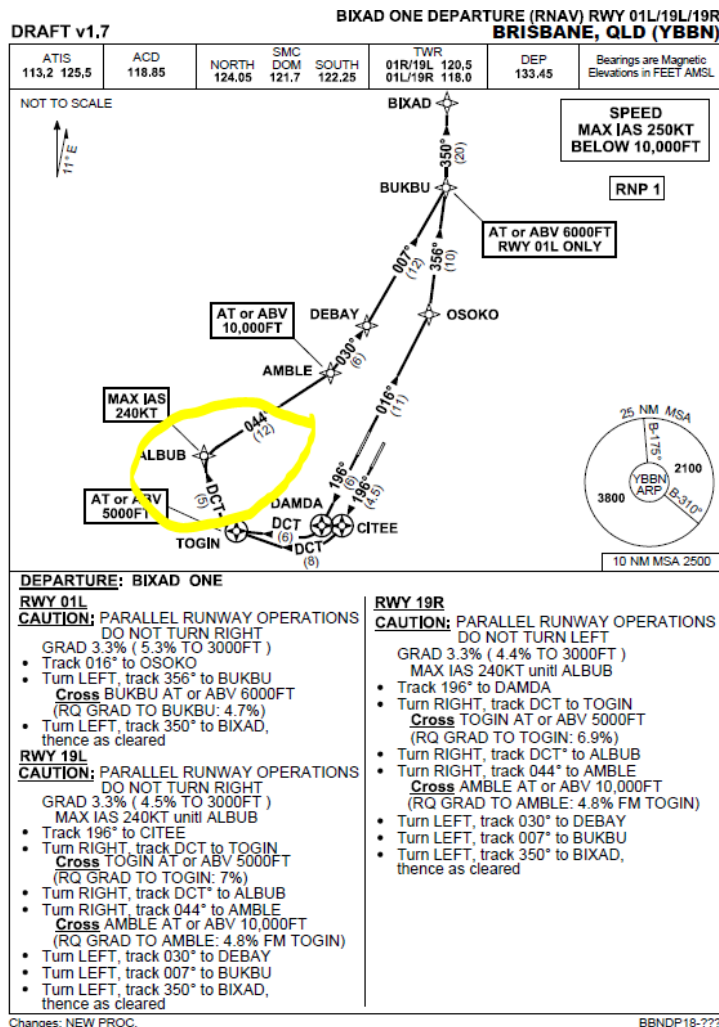 BIXAD ONE DEPARTURE (RNAV) RWY 01L/19L/19R
DRAFT v1.7
BRISBANE, QLD (YBBN)
ATIS
113,2 125,5
ACD
118.85
SMC
NORTH DOM SOUTH
124.05 121.7 122.25
TWR
01R/19L 120,5
01L/19R 118.0
DEP
133.45
Bearings are Magnetic
Elevations in FEET AMSL
NOT TO SCALE
11° E
BIXAD
SPEED
MAX IAS 250KT
BELOW 10,000FT
350°
(20)
RNP 1
BUKBU
AT or ABV 6000FT
RWY 01L ONLY
007°
(12)
356°
(10)
AT or ABV
10,000FT
DEBAY
OSOKO
030°
(6)
AMBLE
016°
(11)
MAX IAS
240KT
044°
(12)
ALBUB
25 NM MSA
B-175°
2100
YBBN
ARP
3800
B-310°
10 NM MSA 2500
DCT
(5)
196°
(6)
196°
(4.5)
AT or ABV
5000FT
DAMDA
CITEE
TOGIN
DCT
(6)
DCT
(8)
DEPARTURE: BIXAD ONE
RWY 01L
CAUTION: PARALLEL RUNWAY OPERATIONS
DO NOT TURN RIGHT
GRAD 3.3% ( 5.3% TO 3000FT )
• Track 016° to OSOKO
• Turn LEFT, track 356° to BUKBU
Cross BUKBU AT or ABV 6000FT
(RQ GRAD TO BUKBU: 4.7%)
• Turn LEFT, track 350° to BIXAD,
thence as cleared
RWY 19L
CAUTION: PARALLEL RUNWAY OPERATIONS
DO NOT TURN RIGHT
GRAD 3.3% ( 4.5% TO 3000FT )
MAX IAS 240KT unitl ALBUB
• Track 196° to CITEE
• Turn RIGHT, track DCT to TOGIN
Cross TOGIN AT or ABV 5000FT
(RQ GRAD TO TOGIN: 7%)
• Turn RIGHT, track DCT° to ALBUB
• Turn RIGHT, track 044° to AMBLE
Cross AMBLE AT or ABV 10,000FT
(RQ GRAD TO AMBLE: 4.8% FM TOGIN)
• Turn LEFT, track 030° to DEBAY
• Turn LEFT, track 007° to BUKBU
• Turn LEFT, track 350° to BIXAD,
thence as cleared
RWY 19R
CAUTION: PARALLEL RUNWAY OPERATIONS
DO NOT TURN LEFT
GRAD 3.3% ( 4.4% TO 3000FT )
MAX IAS 240KT unitl ALBUB
• Track 196° to DAMDA
• Turn RIGHT, track DCT to TOGIN
Cross TOGIN AT or ABV 5000FT
(RQ GRAD TO TOGIN: 6.9%)
• Turn RIGHT, track DCT° to ALBUB
• Turn RIGHT, track 044° to AMBLE
Cross AMBLE AT or ABV 10,000FT
(RQ GRAD TO AMBLE: 4.8% FM TOGIN)
• Turn LEFT, track 030° to DEBAY
• Turn LEFT, track 007° to BUKBU
• Turn LEFT, track 350° to BIXAD,
thence as cleared
Changes: NEW PROC.
BBNDP18-???